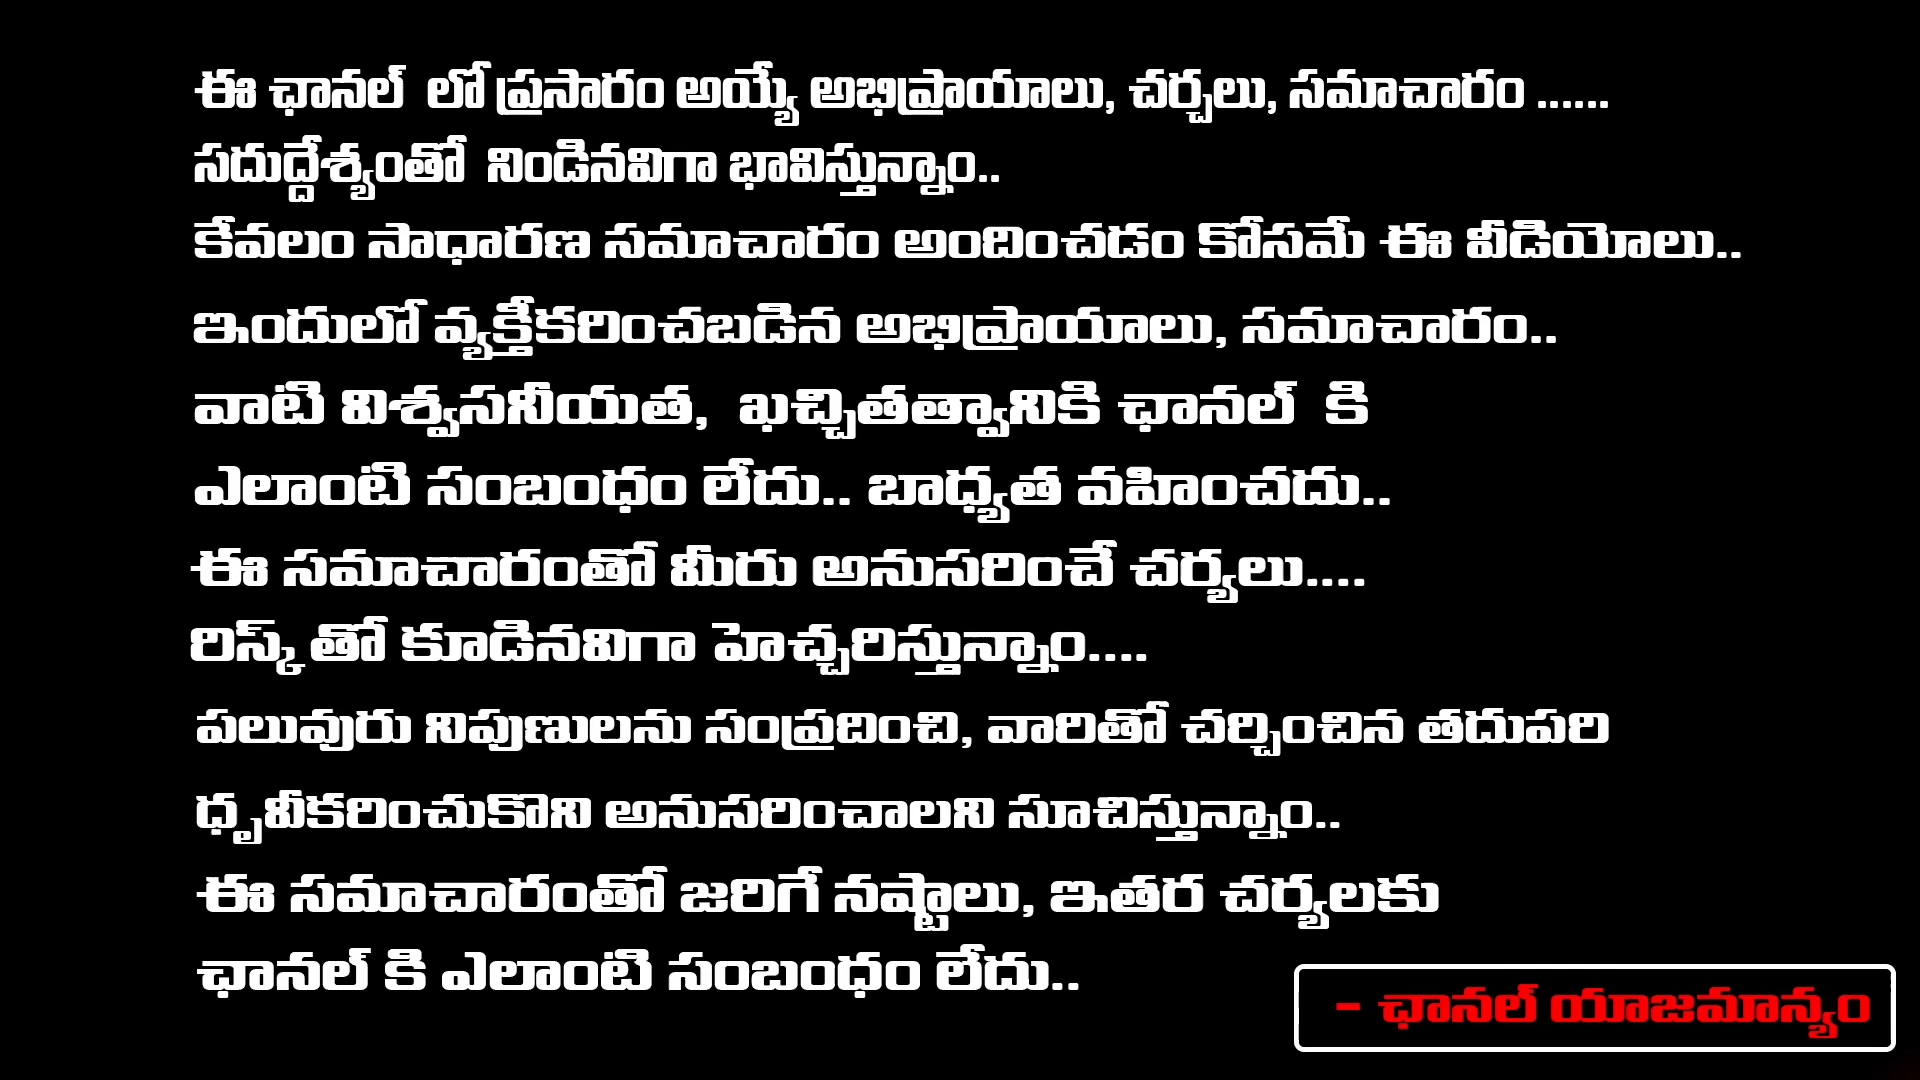 ఈ ఛానల్ లో ప్రసారం అయ్యే అభిప్రాయాలు, చర్చలు, సమాచారం ......
సదుద్దేశ్యంతో నిండినవిగా భావిస్తున్నాం..
కేవలం సాధారణ సమాచారం అందించడం కోసమే ఈ వీడియోలు..
ఇందులో వ్యక్తీకరించబడిన అభిప్రాయాలు, సమాచారం..
వాటి విశ్వసనీయత, ఖచ్చితత్వానికి ఛానల్ కి
ఎలాంటి సంబంధం లేదు.. బాధ్యత వహించదు..
ఈ సమాచారంతో మీరు అనుసరించే చర్యలు....
రిస్క్ తో కూడినవిగా హెచ్చరిస్తున్నాం....
పలువురు నిపుణులను సంప్రదించి, వారితో చర్చించిన తదుపరి
ధృవీకరించుకొని అనుసరించాలని సూచిస్తున్నాం..
ఈ సమాచారంతో జరిగే నష్టాలు, ఇతర చర్యలకు
ఛానల్ కి ఎలాంటి సంబంధం లేదు..
- ఛానల్ యాజమాన్యం